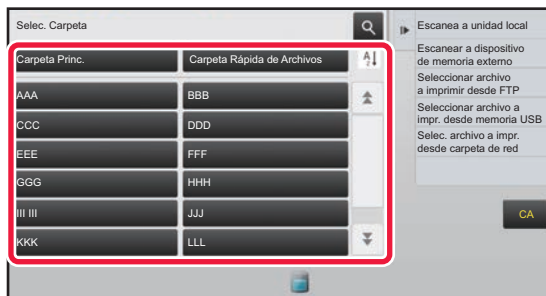 Selec. Carpeta
Carpeta Princ.
Carpeta Rápida de Archivos
AAA
BBB
CCC
DDD
EEE
FFF
GGG
HHH
III III
JJJ
KKK
LLL
Escanea a unidad local
Escanear a dispositivo
de memoria externo
Seleccionar archivo
a imprimir desde FTP
Seleccionar archivo a
impr. desde memoria USB
Selec. archivo a impr.
desde carpeta de red
CA